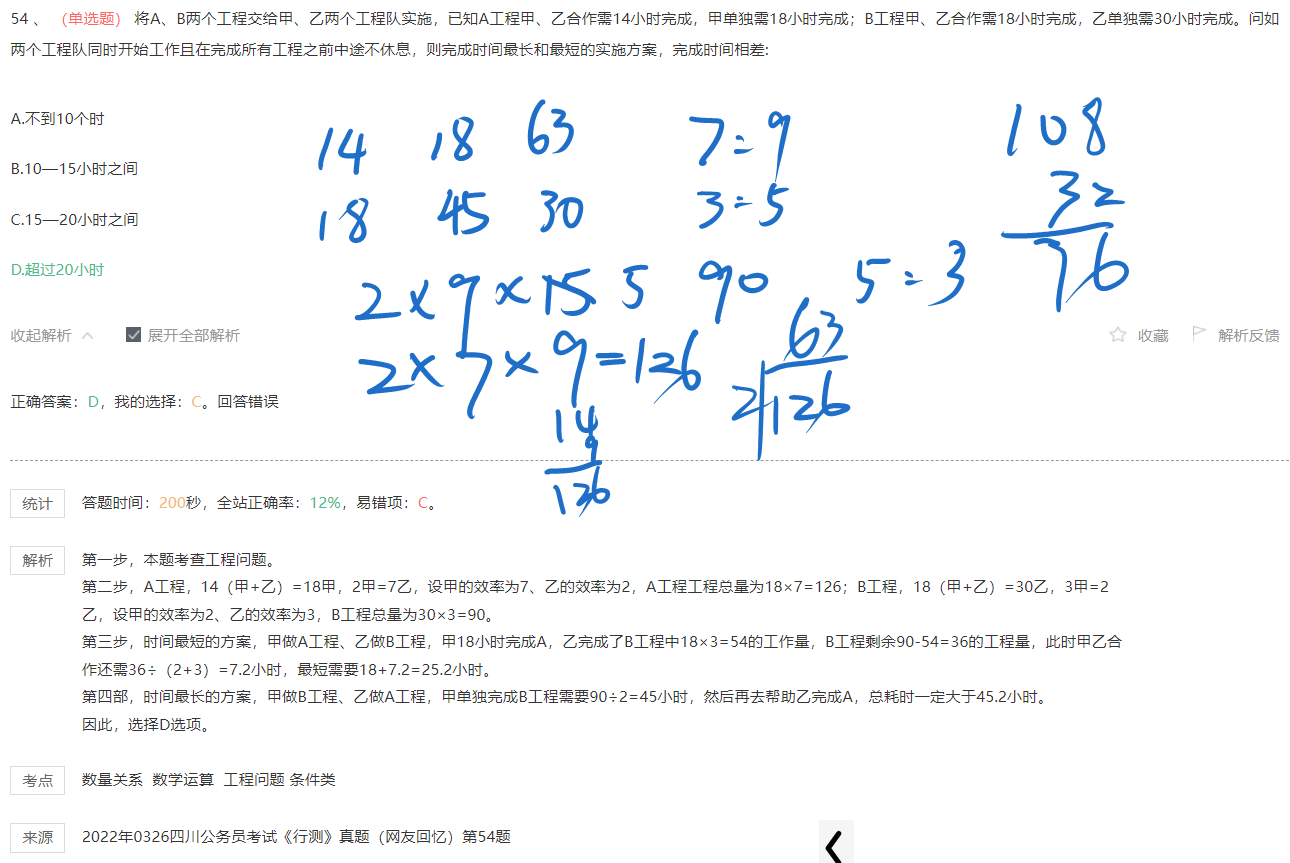 54 、 （单选题） 将A、B两个工程交给甲、乙两个工程队实施，已知A工程甲、乙合作需14小时完成，甲单独需18小时完成；B工程甲、乙合作需18小时完成，乙单独需30小时完成。问如
两个工程队同时开始工作且在完成所有工程之前中途不休息，则完成时间最长和最短的实施方案，完成时间相差:
A.不到10个时
B.10—15小时之间
C.15—20小时之间
D.超过20小时
14 18 63 7:9 108
18 45 30 3:5 32
76
2×9×15 5 90 5:3
2×7×9=126 63
2 126
14
9
126
收起解析 展开全部解析 收藏 解析反馈
正确答案：D，我的选择：C。回答错误
统计 答题时间：200秒，全站正确率：12%，易错项：C。
解析 第一步，本题考查工程问题。
第二步，A工程，14（甲+乙）=18甲，2甲=7乙，设甲的效率为7、乙的效率为2，A工程工程总量为18×7=126；B工程，18（甲+乙）=30乙，3甲=2
乙，设甲的效率为2、乙的效率为3，B工程总量为30×3=90。
第三步，时间最短的方案，甲做A工程、乙做B工程，甲18小时完成A，乙完成了B工程中18×3=54的工作量，B工程剩余90-54=36的工程量，此时甲乙合
作还需36÷（2+3）=7.2小时，最短需要18+7.2=25.2小时。
第四部，时间最长的方案，甲做B工程、乙做A工程，甲单独完成B工程需要90÷2=45小时，然后再去帮助乙完成A，总耗时一定大于45.2小时。
因此，选择D选项。
考点 数量关系 数学运算 工程问题 条件类
来源 2022年0326四川公务员考试《行测》真题（网友回忆）第54题